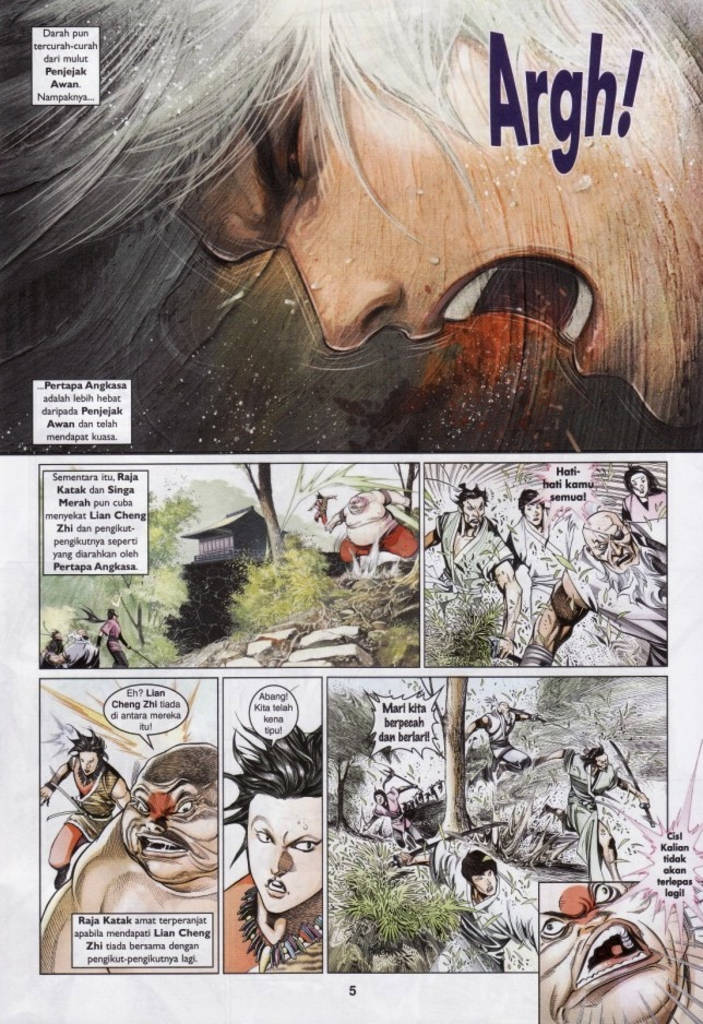 Darah pun
tercurah-curah
dari mulut
Penjejak
Awan.
Nampaknya...
Argh!
...Pertapa Angkasa
adalah lebih hebat
daripada Penjejak
Awan dan telah
mendapat kuasa.
Sementara itu, Raja
Katak dan Singa
Merah pun cuba
menyekat Lian Cheng
Zhi dan pengikut-
pengikutnya seperti
yang diarahkan oleh
Pertapa Angkasa.
Hati-
hati kamu
semua!
Eh? Lian
Cheng Zhi tiada
di antara mereka
itu!
Raja Katak amat terperanjat
apabila mendapati Lian Cheng
Zhi tiada bersama dengan
pengikut-pengikutnya lagi.
Abang!
Kita telah
kena
tipu!
Mari kita
berpecah
dan berlari!
Cis!
Kalian
tidak
akan
terlepas
lagi!
5